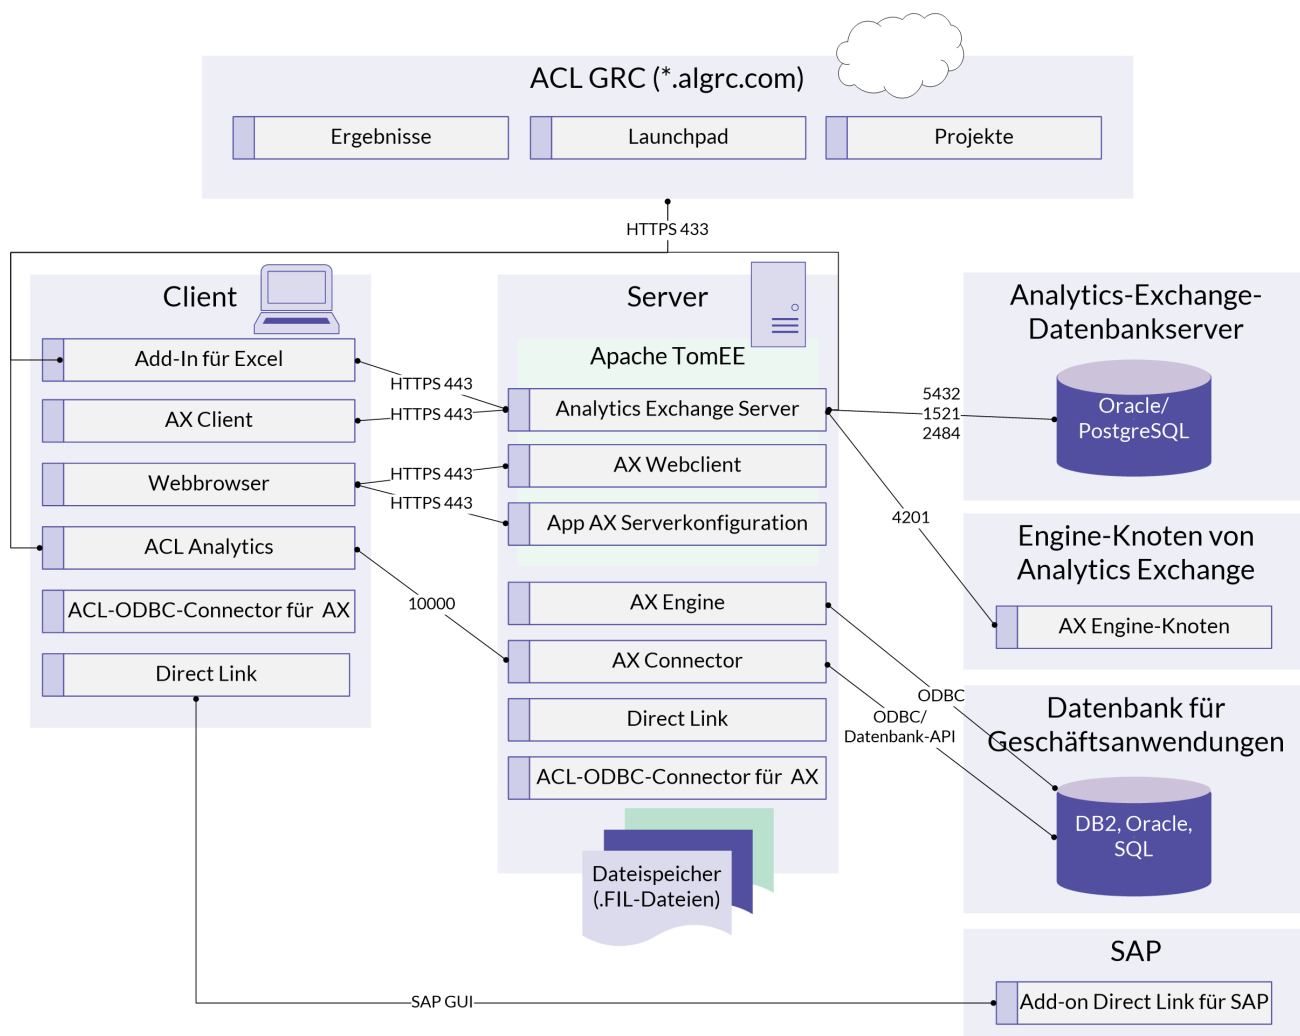 ACL GRC (*.algrc.com)
Ergebnisse
Launchpad
Projekte
HTTPS 433
Client
Add-In für Excel
AX Client
Webbrowser
ACL Analytics
ACL-ODBC-Connector für AX
Direct Link
HTTPS 443
HTTPS 443
HTTPS 443
HTTPS 443
10000
Server
Apache TomEE
Analytics Exchange Server
AX Webclient
App AX Serverkonfiguration
AX Engine
AX Connector
Direct Link
ACL-ODBC-Connector für AX
Dateispeicher
(.FIL-Dateien)
5432
1521
2484
4201
ODBC
ODBC/
Datenbank-API
SAP GUI
Analytics-Exchange-
Datenbankserver
Oracle/
PostgreSQL
Engine-Knoten von
Analytics Exchange
AX Engine-Knoten
Datenbank für
Geschäftsanwendungen
DB2, Oracle,
SQL
SAP
Add-on Direct Link für SAP